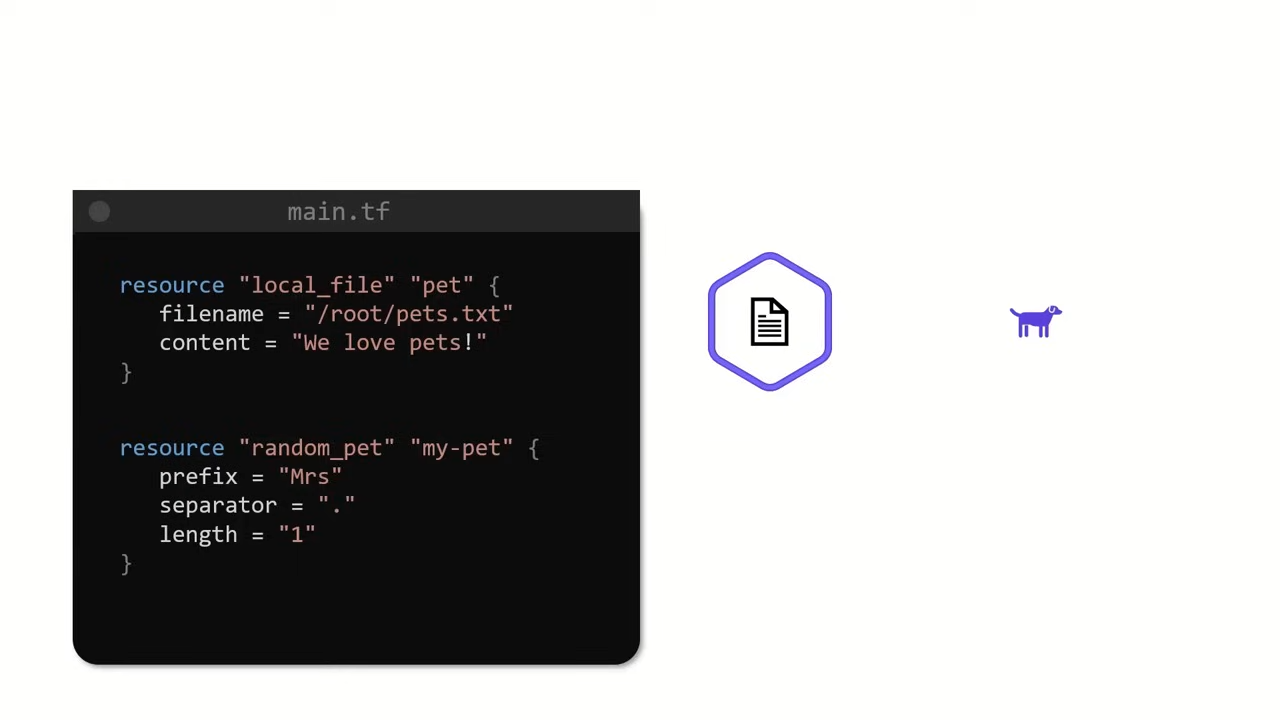 main.tf
resource "local_file" "pet" {
filename = "/root/pets.txt"
content = "We love pets!"
}
resource "random_pet" "my-pet" {
prefix = "Mrs"
separator = "."
length = "1"
}